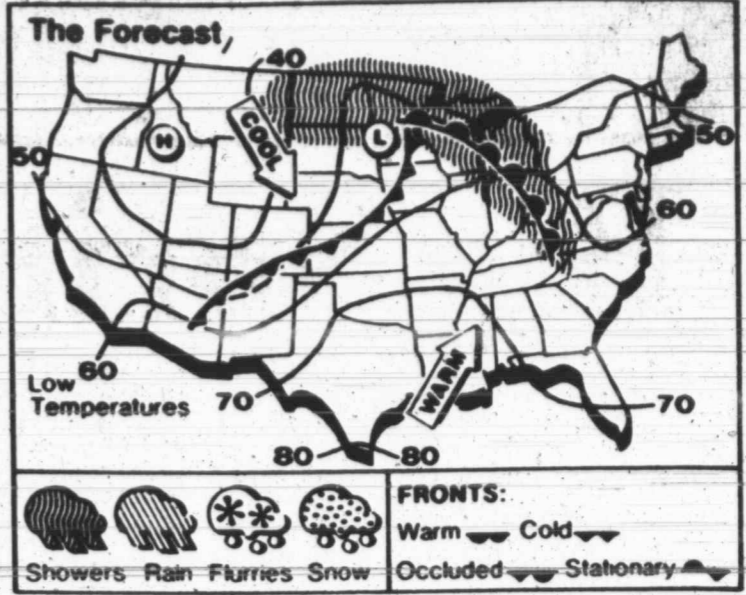 The Forecast
40
H
COOL
L
50
50
60
WARM
60
Low
Temperatures
70
70
80
80
FRONTS:
Warm Cold
Showers Rain Flurries Snow
Occluded Stationary